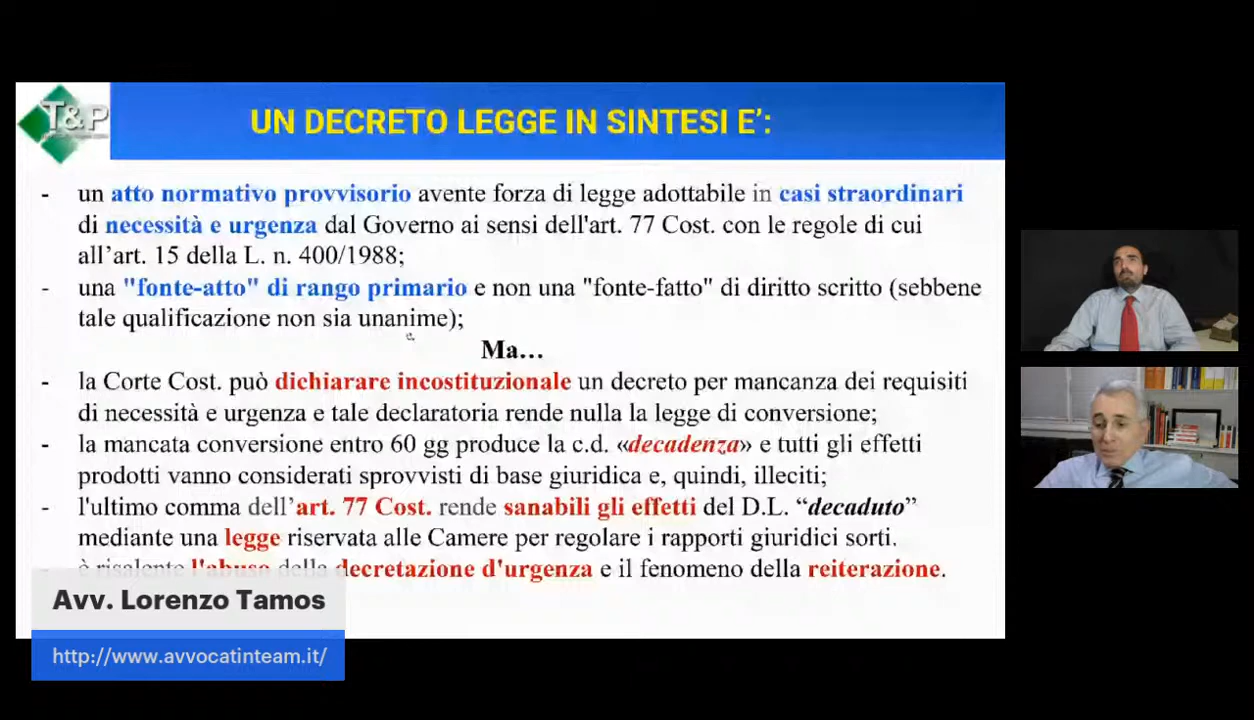 T&P
UN DECRETO LEGGE IN SINTESI E’:
- un atto normativo provvisorio avente forza di legge adottabile in casi straordinari
di necessità e urgenza dal Governo ai sensi dell'art. 77 Cost. con le regole di cui
all’art. 15 della L. n. 400/1988;
- una "fonte-atto" di rango primario e non una "fonte-fatto" di diritto scritto (sebbene
tale qualificazione non sia unanime);
Ma…
- la Corte Cost. può dichiarare incostituzionale un decreto per mancanza dei requisiti
di necessità e urgenza e tale declaratoria rende nulla la legge di conversione;
- la mancata conversione entro 60 gg produce la c.d. «decadenza» e tutti gli effetti
prodotti vanno considerati sprovvisti di base giuridica e, quindi, illeciti;
- l'ultimo comma dell’art. 77 Cost. rende sanabili gli effetti del D.L. “decaduto”
mediante una legge riservata alle Camere per regolare i rapporti giuridici sorti.
è risalente l'abuso della decretazione d'urgenza e il fenomeno della reiterazione.
Avv. Lorenzo Tamos
http://www.avvocatinteam.it/